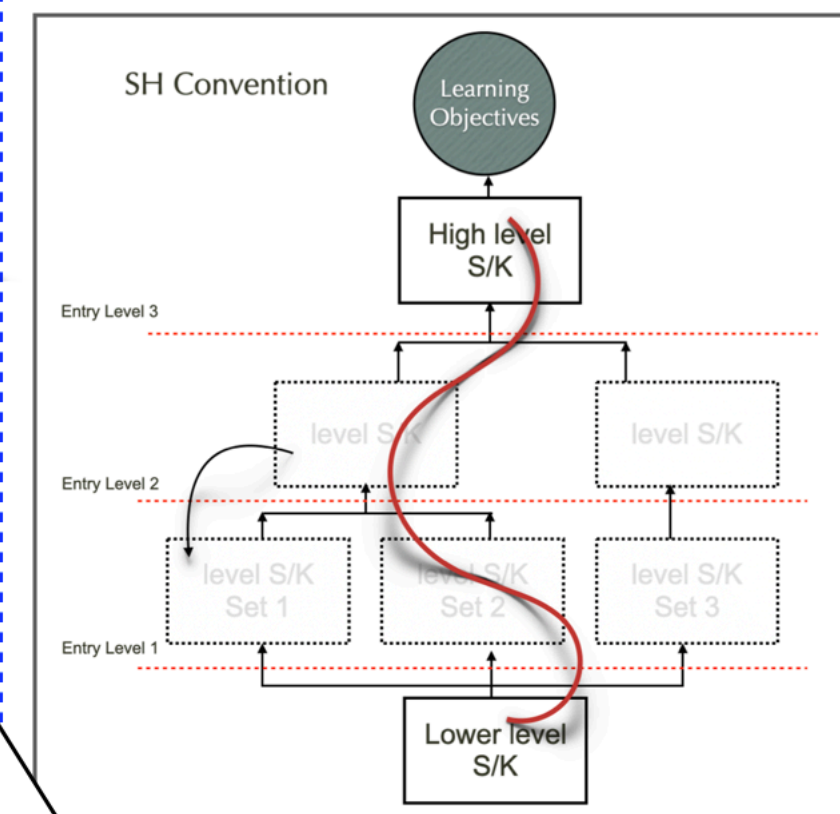 SH Convention
Learning
Objectives
High level
S/K
Entry Level 3
level S/K
level S/K
Entry Level 2
level S/K
Set 1
level S/K
Set 2
level S/K
Set 3
Entry Level 1
Lower level
S/K